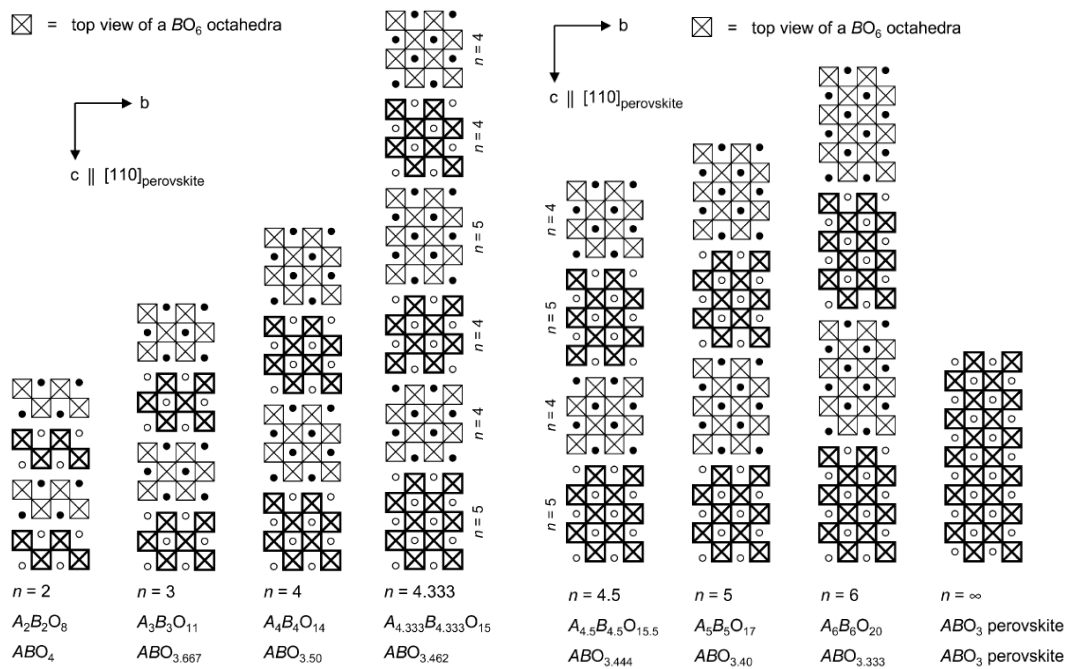 = top view of a BO₆ octahedra
b
c || [110]perovskite
n = 4
n = 4
n = 5
n = 4
n = 4
n = 5
n = 2
A₂B₂O₈
ABO₄
n = 3
A₃B₃O₁₁
ABO₃.₆₆₇
n = 4
A₄B₄O₁₄
ABO₃.₅₀
n = 4.333
A₄.₃₃₃B₄.₃₃₃O₁₅
ABO₃.₄₆₂
= top view of a BO₆ octahedra
b
c || [110]perovskite
n = 4
n = 5
n = 4
n = 5
n = 4.5
A₄.₅B₄.₅O₁₅.₅
ABO₃.₄₄₄
n = 5
A₅B₅O₁₇
ABO₃.₄₀
n = 6
A₆B₆O₂₀
ABO₃.₃₃₃
n = ∞
ABO₃ perovskite
ABO₃ perovskite